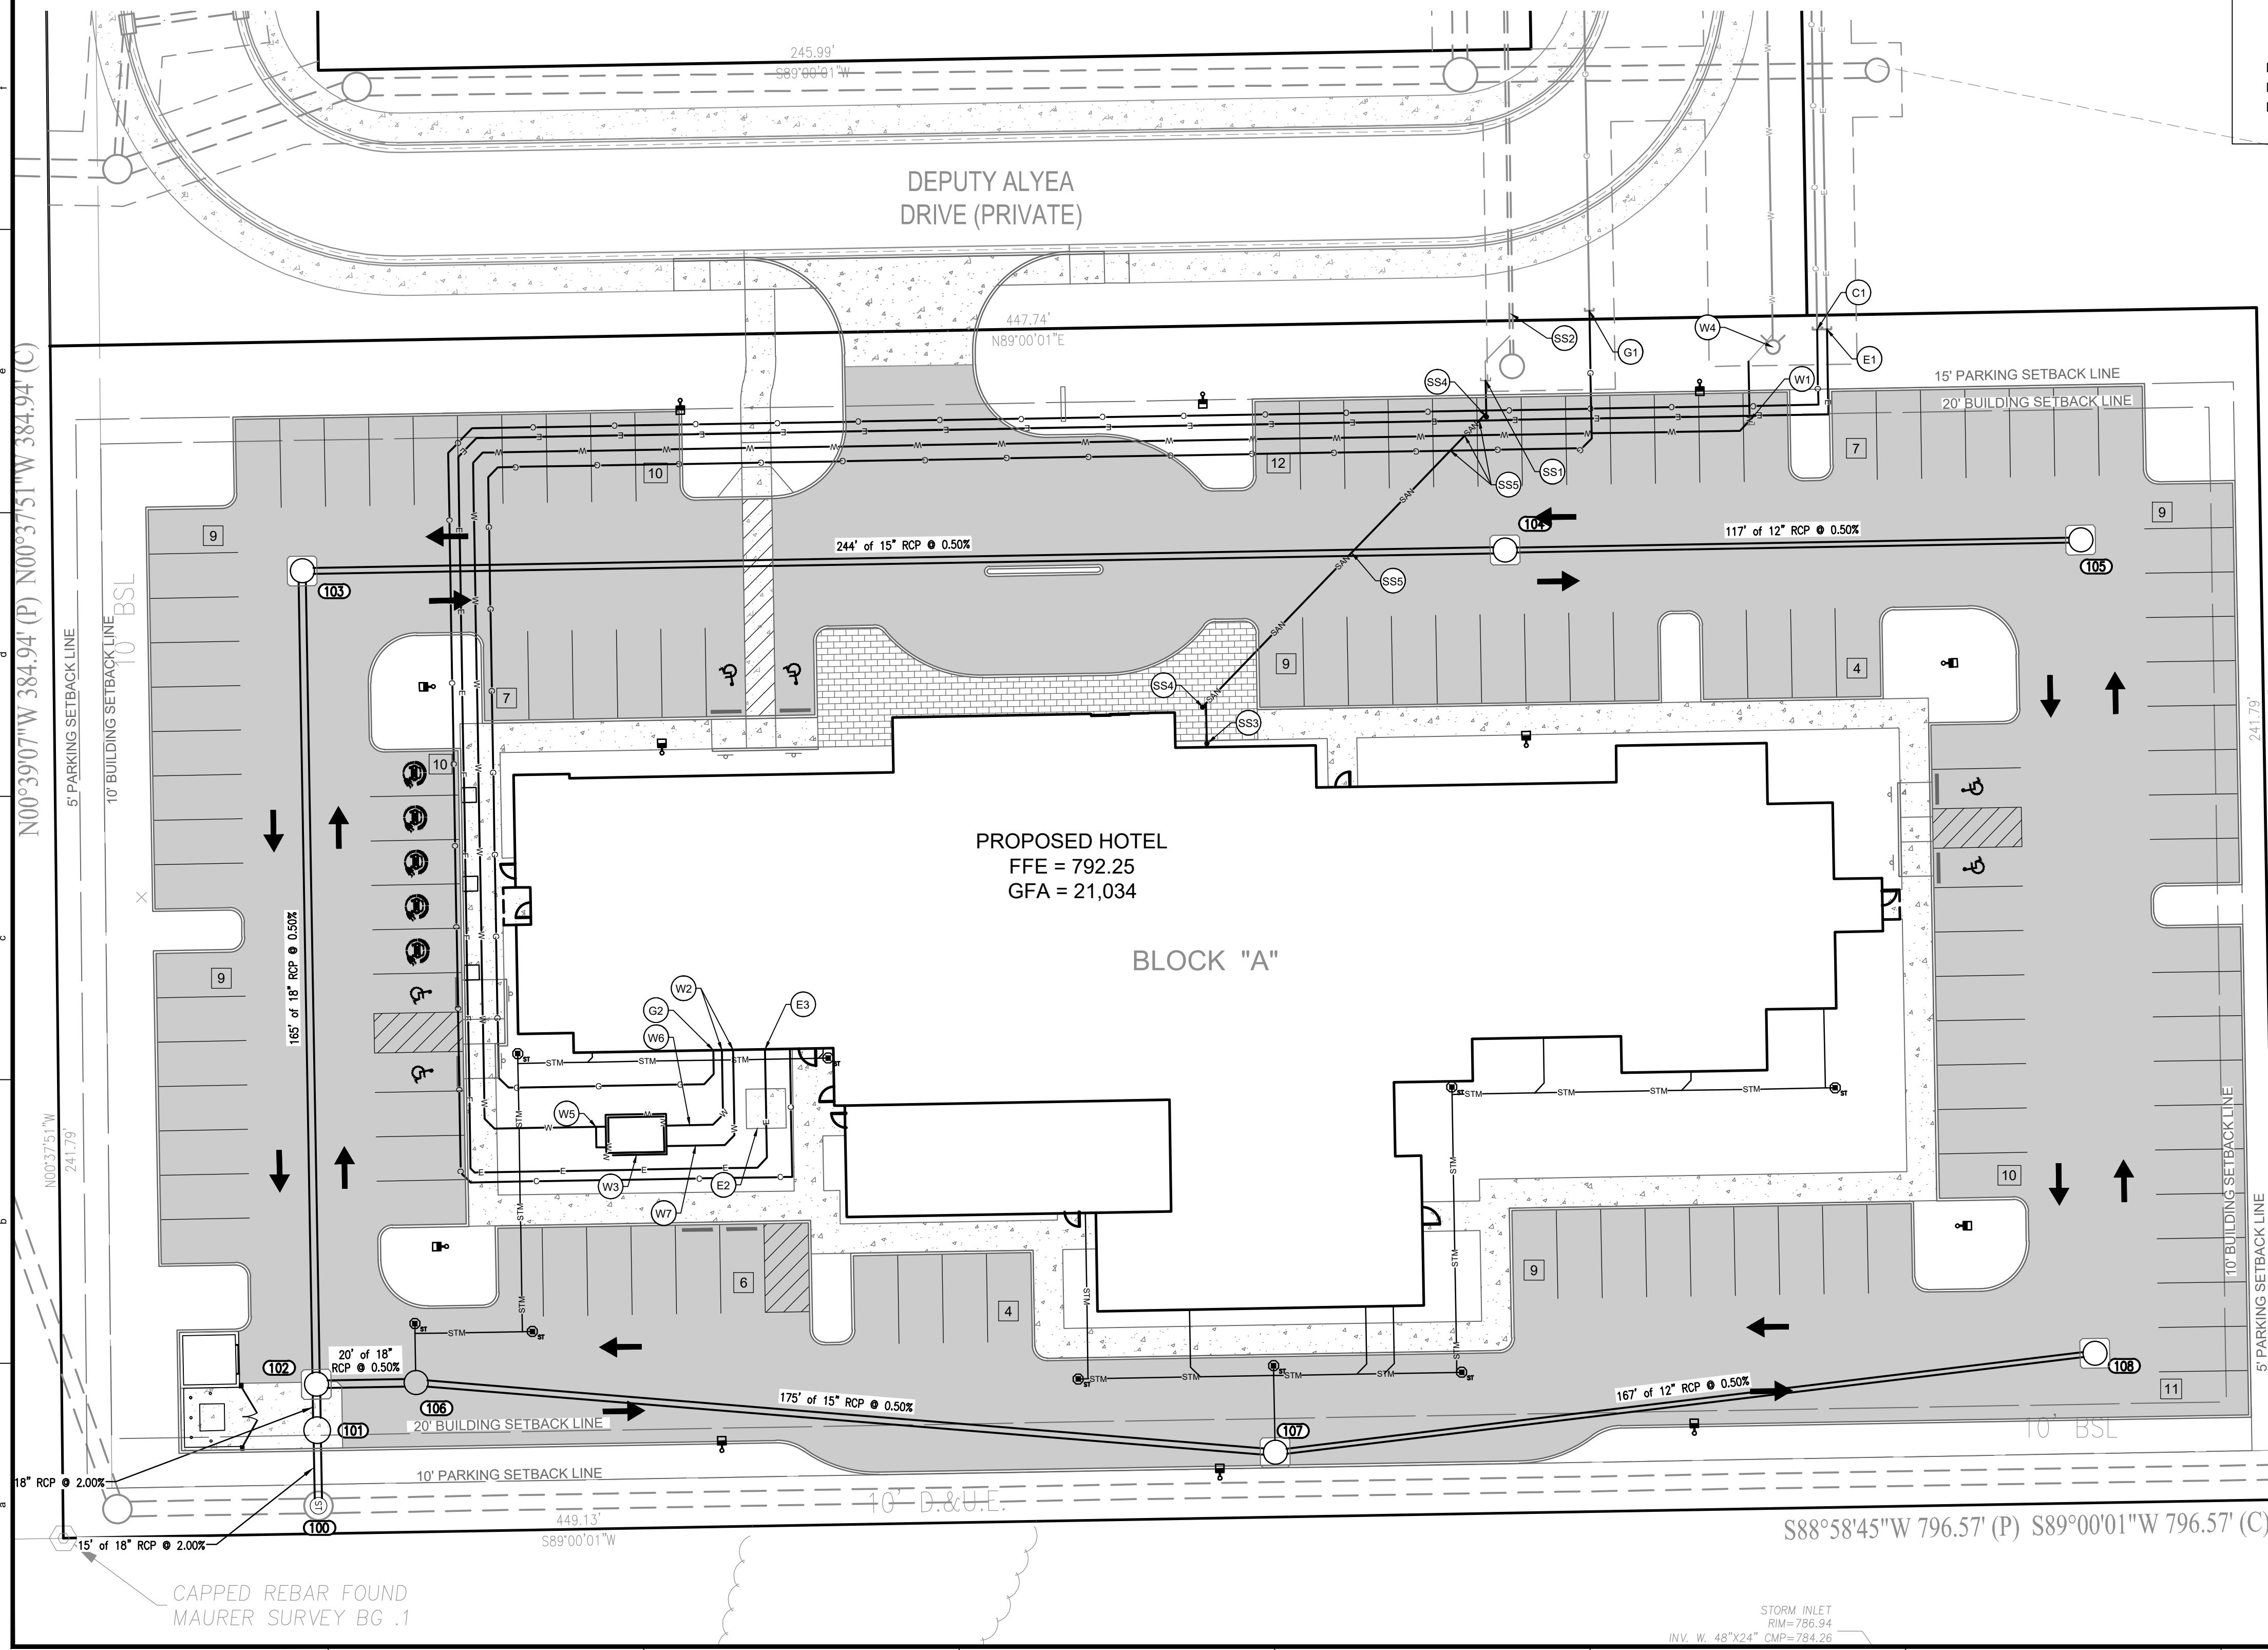 245.99'
S89°00'01"W
DEPUTY ALYEA
DRIVE (PRIVATE)
447.74'
N89°00'01"E
C1
W4
SS2
G1
E1
SS4
W1
15' PARKING SETBACK LINE
20' BUILDING SETBACK LINE
10
12
7
SS1
SS5
9
9
104
244' of 15" RCP @ 0.50%
117' of 12" RCP @ 0.50%
103
105
SS5
N00°39'07"W 384.94' (P) N00°37'51"W 384.94' (C)
5' PARKING SETBACK LINE
10' BUILDING SETBACK LINE
10' BSL
7
9
4
SS4
SS3
241.79'
10
PROPOSED HOTEL
FFE = 792.25
GFA = 21,034
BLOCK "A"
165' of 18" RCP @ 0.50%
9
W2
G2
E3
W6
W5
W3
E2
W7
N00°37'51"W
241.79'
10
10' BUILDING SETBACK LINE
5' PARKING SETBACK LINE
6
4
9
102
20' of 18"
RCP @ 0.50%
106
175' of 15" RCP @ 0.50%
167' of 12" RCP @ 0.50%
108
11
101
20' BUILDING SETBACK LINE
107
10' BSL
18" RCP @ 2.00%
10' PARKING SETBACK LINE
10' D.&U.E.
ST
100
449.13'
S89°00'01"W
15' of 18" RCP @ 2.00%
S88°58'45"W 796.57' (P) S89°00'01"W 796.57' (C)
CAPPED REBAR FOUND
MAURER SURVEY BG .1
STORM INLET
RIM=786.94
INV. W. 48"X24" CMP=784.26
C
E
W
G
SAN
STM
ST
f
e
d
c
b
a